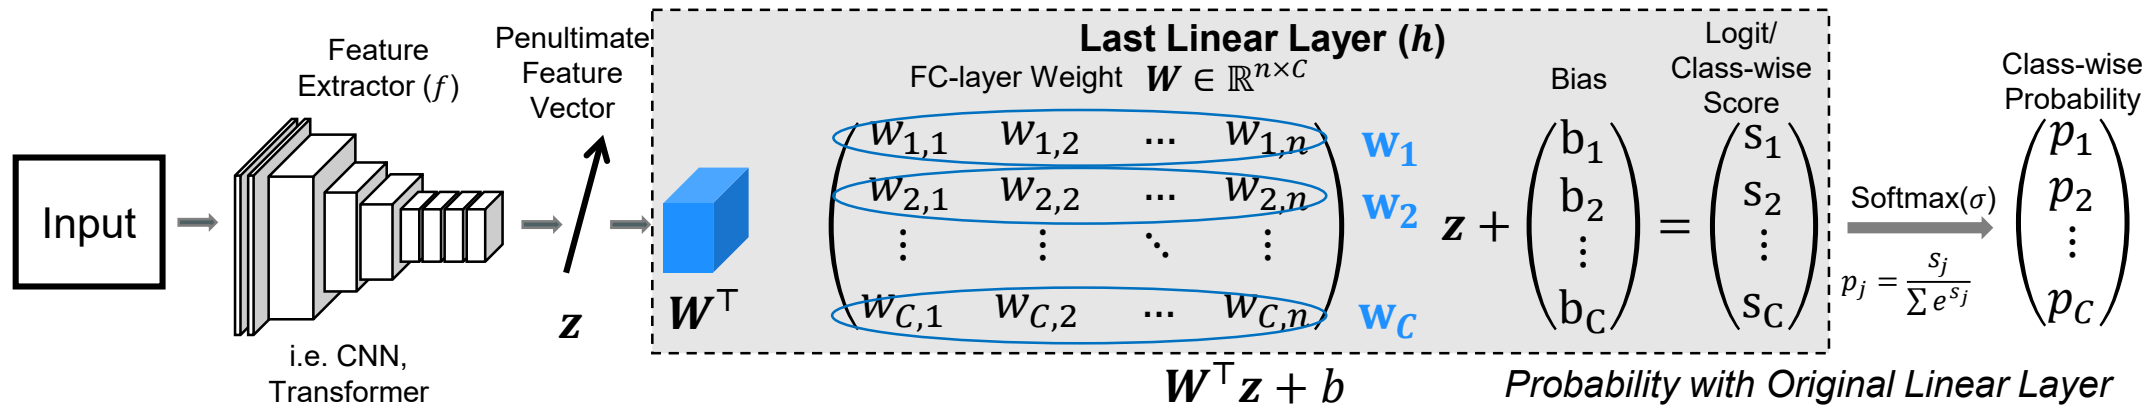 Input
Feature
Extractor (f)
i.e. CNN,
Transformer
Penultimate
Feature
Vector
z
Last Linear Layer (h)
FC-layer Weight W ∈ ℝ^{n×C}
W^⊤
w_{1,1} w_{1,2} ... w_{1,n}
w_{2,1} w_{2,2} ... w_{2,n}
⋮ ⋮ ⋱ ⋮
w_{C,1} w_{C,2} ... w_{C,n}
w_1
w_2
w_C
z +
Bias
b_1
b_2
⋮
b_C
=
Logit/
Class-wise
Score
s_1
s_2
⋮
s_C
Softmax(σ)
p_j = s_j / ∑ e^{s_j}
Class-wise
Probability
p_1
p_2
⋮
p_C
W^⊤z + b
Probability with Original Linear Layer